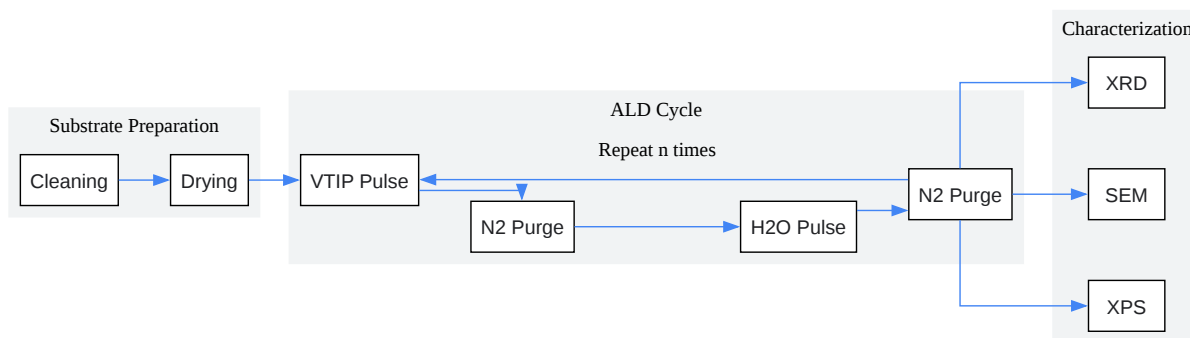 Substrate Preparation
Cleaning
Drying
ALD Cycle
Repeat n times
VTIP Pulse
N2 Purge
H2O Pulse
N2 Purge
Characterization
XRD
SEM
XPS